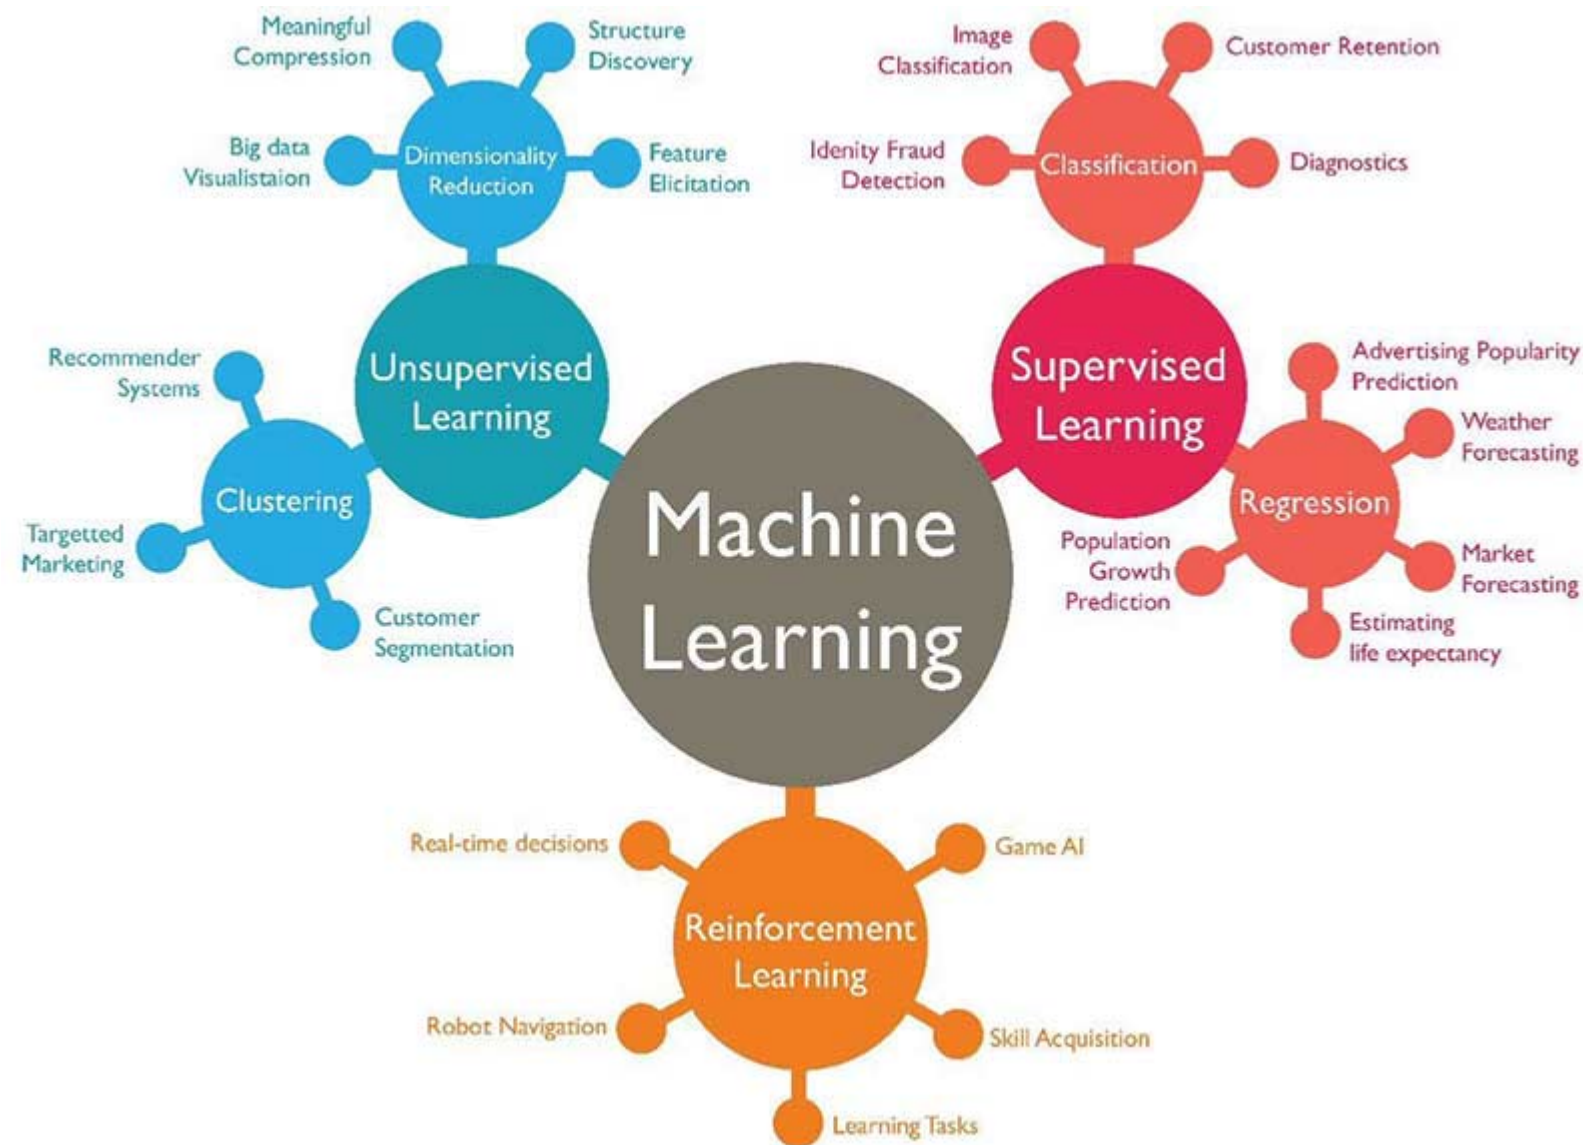 Meaningful
Compression
Structure
Discovery
Big data
Visualistaion
Dimensionality
Reduction
Feature
Elicitation
Image
Classification
Customer Retention
Idenity Fraud
Detection
Classification
Diagnostics
Recommender
Systems
Unsupervised
Learning
Clustering
Targetted
Marketing
Customer
Segmentation
Machine
Learning
Supervised
Learning
Advertising Popularity
Prediction
Weather
Forecasting
Regression
Population
Growth
Prediction
Market
Forecasting
Estimating
life expectancy
Real-time decisions
Game AI
Reinforcement
Learning
Robot Navigation
Skill Acquisition
Learning Tasks